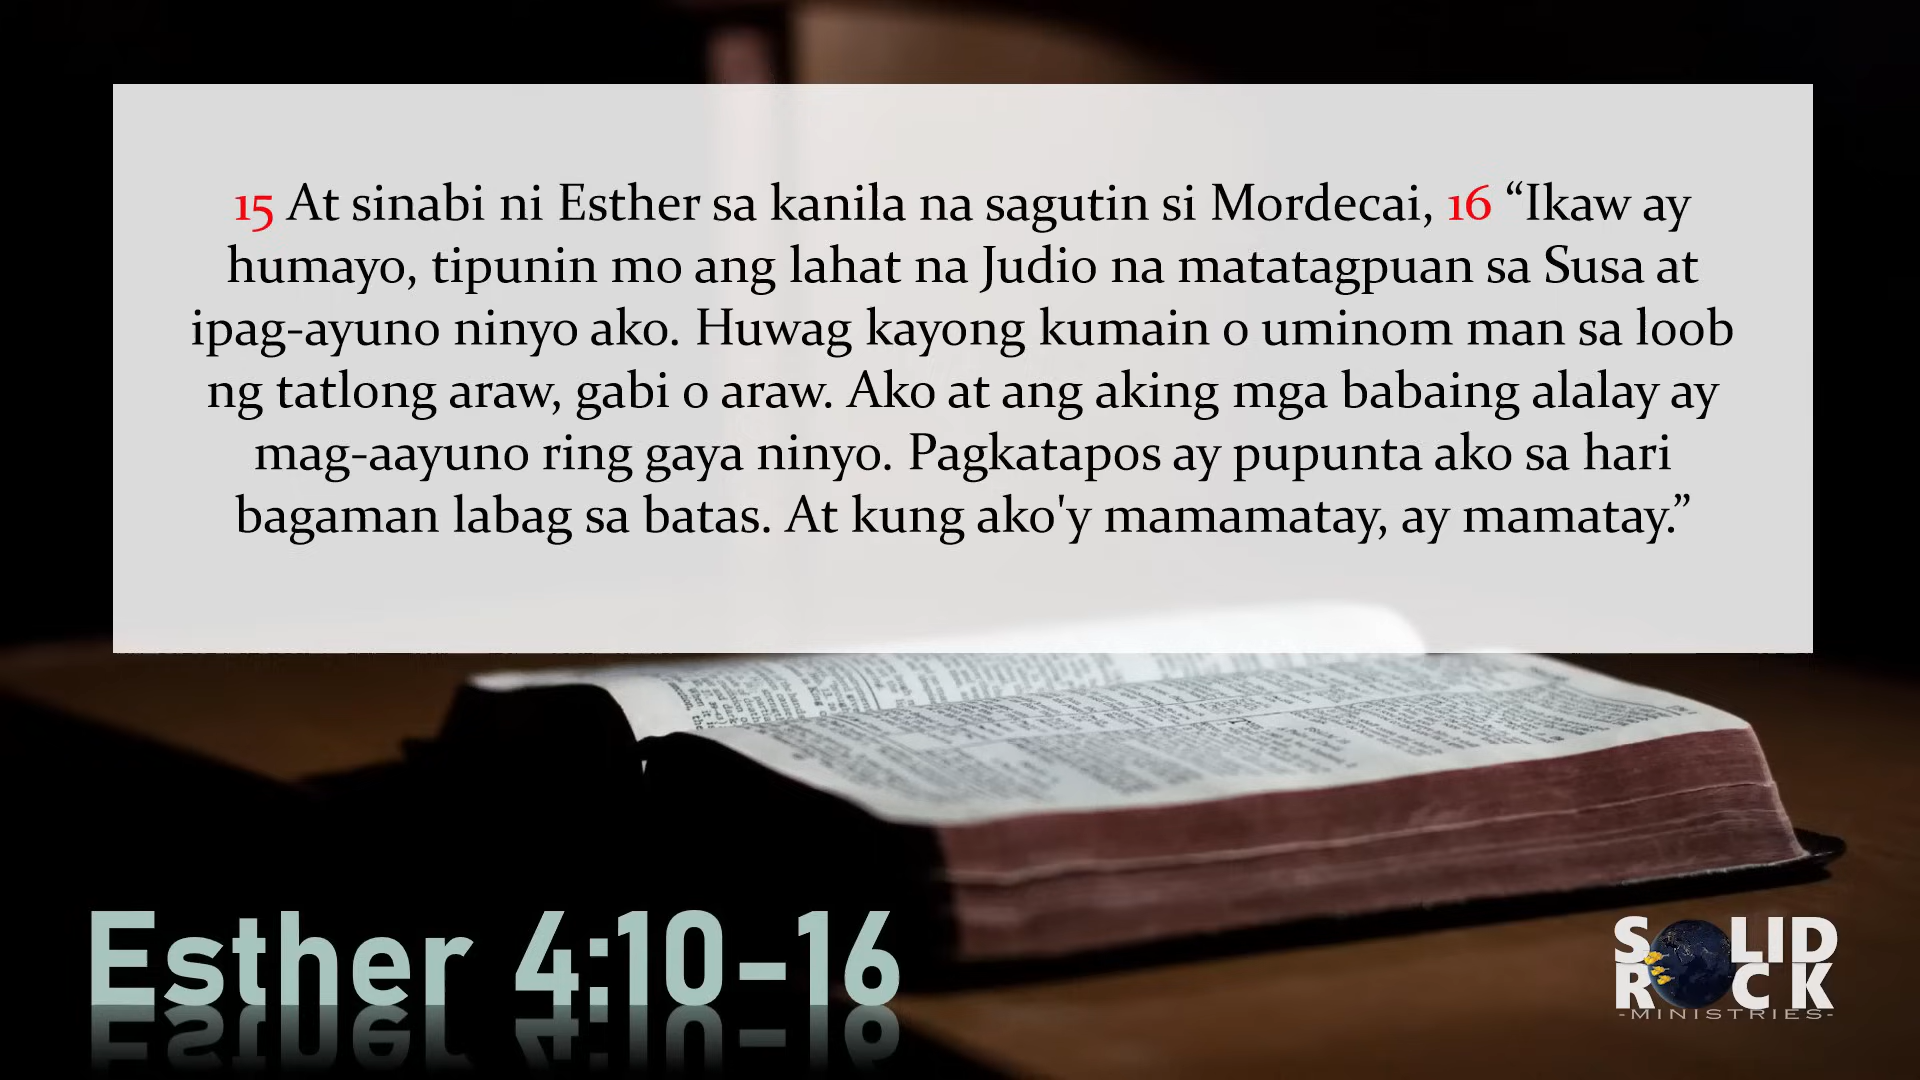 15 At sinabi ni Esther sa kanila na sagutin si Mordecai, 16 “Ikaw ay
humayo, tipunin mo ang lahat na Judio na matatagpuan sa Susa at
ipag-ayuno ninyo ako. Huwag kayong kumain o uminom man sa loob
ng tatlong araw, gabi o araw. Ako at ang aking mga babaing alalay ay
mag-aayuno ring gaya ninyo. Pagkatapos ay pupunta ako sa hari
bagaman labag sa batas. At kung ako'y mamamatay, ay mamatay.”
Esther 4:10-16
SOLID
ROCK
-MINISTRIES-